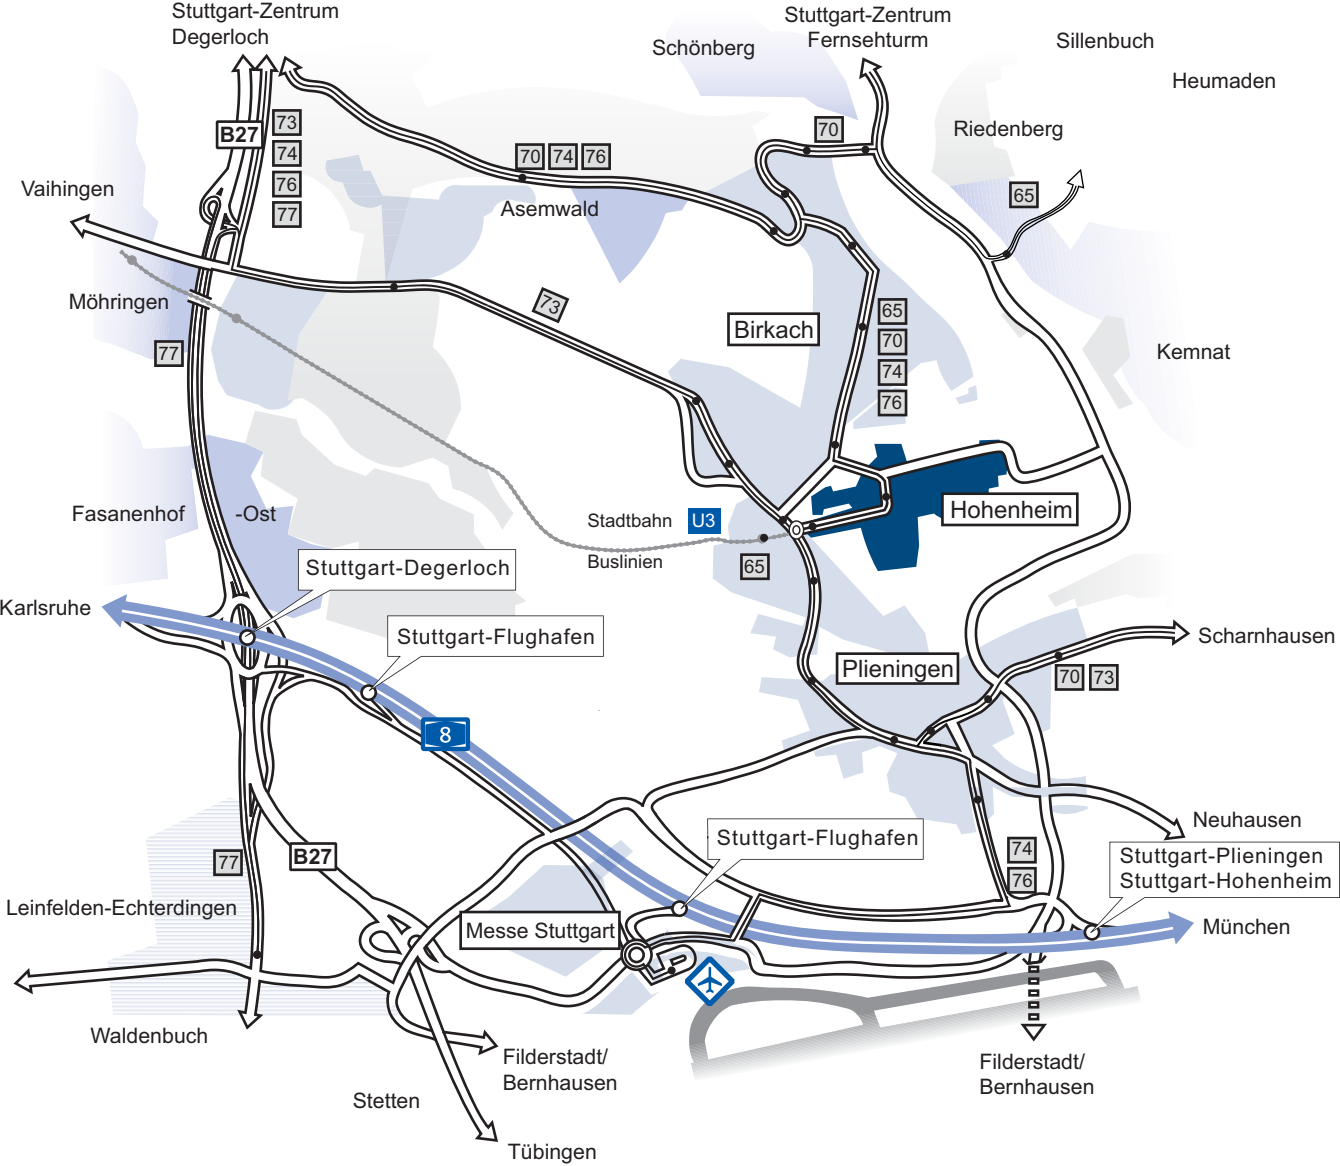 Stuttgart-Zentrum
Degerloch
Stuttgart-Zentrum
Fernsehturm
Schönberg
Sillenbuch
Heumaden
B27
73
74
76
77
70
70 74 76
Riedenberg
65
Vaihingen
Asemwald
Möhringen
73
77
Birkach
65
70
74
76
Kemnat
Fasanenhof
-Ost
Stadtbahn U3
Buslinien
65
Hohenheim
Stuttgart-Degerloch
Karlsruhe
Stuttgart-Flughafen
Scharnhausen
Plieningen
70 73
8
Stuttgart-Flughafen
Neuhausen
74
76
Stuttgart-Plieningen
Stuttgart-Hohenheim
77
B27
Leinfelden-Echterdingen
Messe Stuttgart
München
Waldenbuch
Filderstadt/
Bernhausen
Filderstadt/
Bernhausen
Stetten
Tübingen